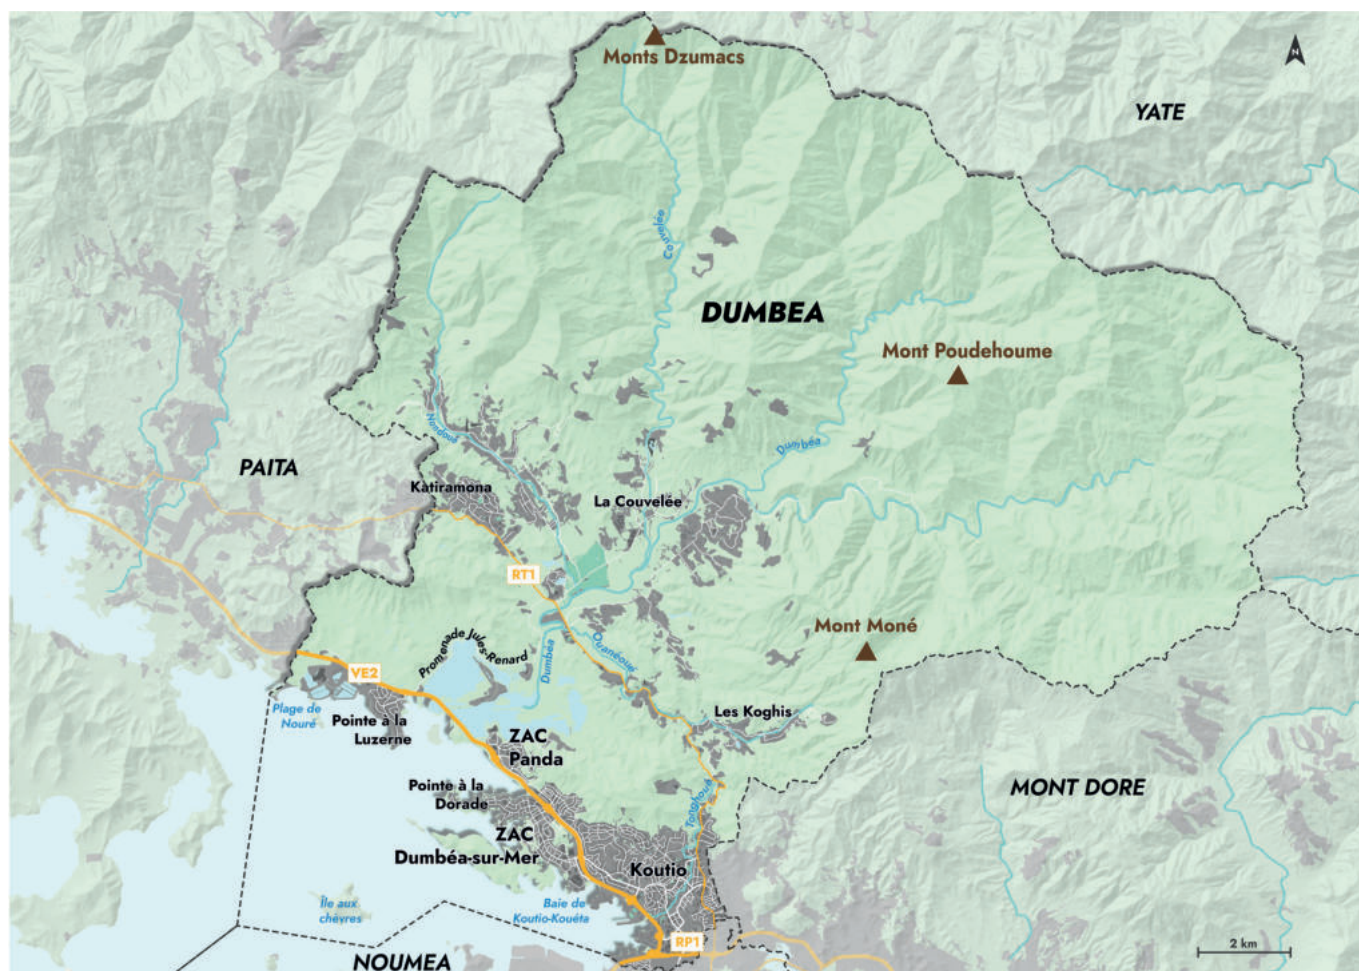 Monts Dzumacs
N
YATE
Couvelée
DUMBEA
Mont Poudehoume
Nondoué
Dumbéa
PAITA
Katiramona
La Couvelée
RT1
Mont Moné
Promenade Jules-Renard
Dumbéa
Ouanéoué
VE2
Plage de
Nouré
Pointe à la
Luzerne
Les Koghis
ZAC
Panda
Pointe à la
Dorade
Tonghoué
MONT DORE
ZAC
Dumbéa-sur-Mer
Koutio
Île aux
chèvres
Baie de
Koutio-Kouéta
RP1
2 km
NOUMEA